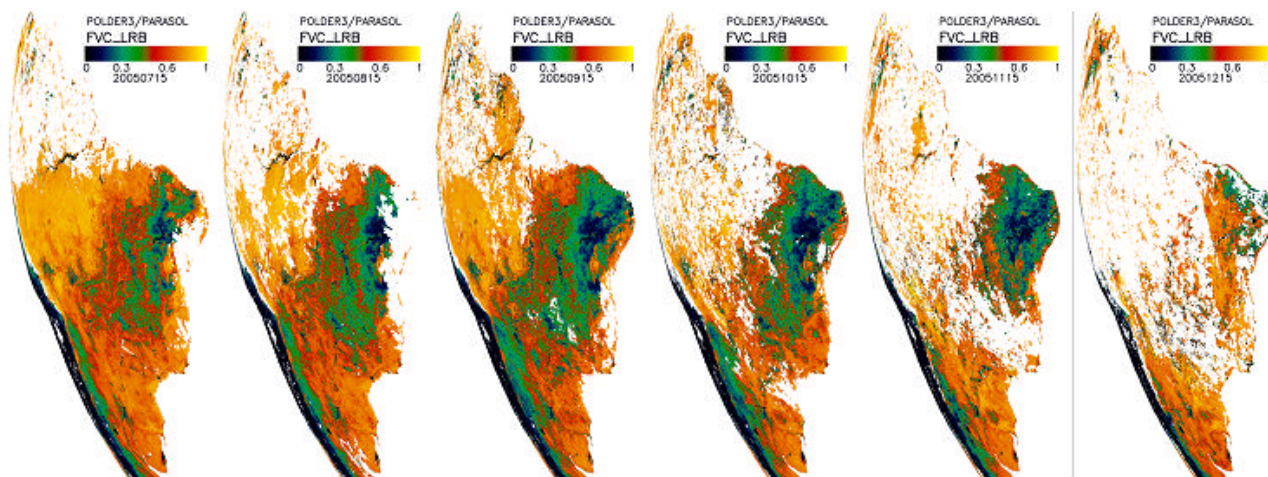 POLDER3/PARASOL
FVC_LRB
0 0.3 0.6 1
20050715
POLDER3/PARASOL
FVC_LRB
0 0.3 0.6 1
20050815
POLDER3/PARASOL
FVC_LRB
0 0.3 0.6 1
20050915
POLDER3/PARASOL
FVC_LRB
0 0.3 0.6 1
20051015
POLDER3/PARASOL
FVC_LRB
0 0.3 0.6 1
20051115
POLDER3/PARASOL
FVC_LRB
0 0.3 0.6 1
20051215